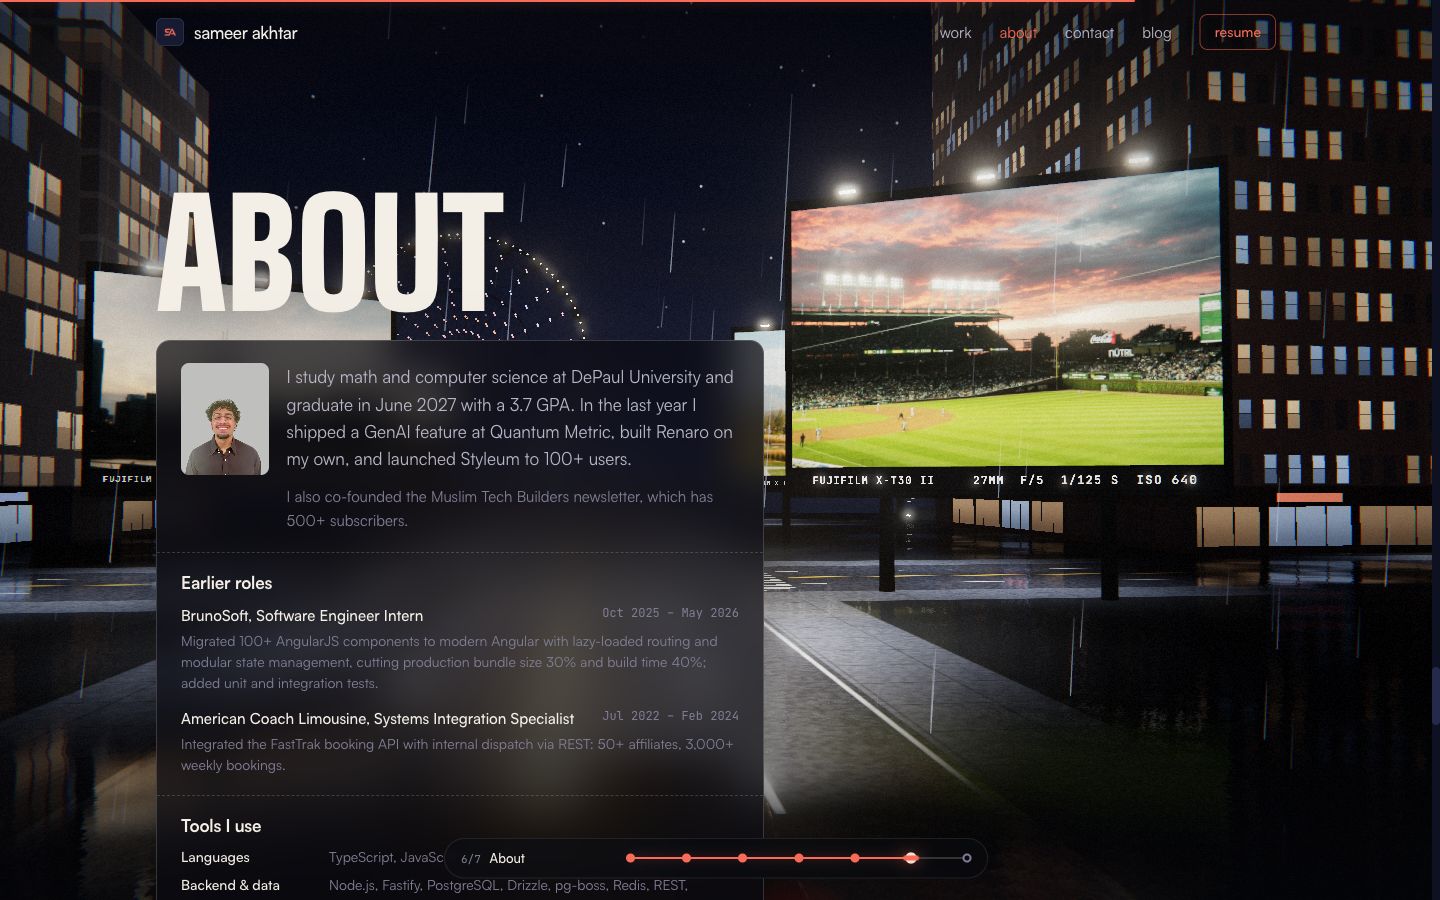 SA sameer akhtar
work about contact blog resume
ABOUT
I study math and computer science at DePaul University and
graduate in June 2027 with a 3.7 GPA. In the last year I
shipped a GenAI feature at Quantum Metric, built Renaro on
my own, and launched Styleum to 100+ users.
I also co-founded the Muslim Tech Builders newsletter, which has
500+ subscribers.
Coca-Cola
NÜTRL
FUJIFILM
FUJIFILM X-T30 II 27MM F/5 1/125 S ISO 640
Earlier roles
BrunoSoft, Software Engineer Intern Oct 2025 – May 2026
Migrated 100+ AngularJS components to modern Angular with lazy-loaded routing and
modular state management, cutting production bundle size 30% and build time 40%;
added unit and integration tests.
American Coach Limousine, Systems Integration Specialist Jul 2022 – Feb 2024
Integrated the FastTrak booking API with internal dispatch via REST: 50+ affiliates, 3,000+
weekly bookings.
Tools I use
Languages TypeScript, JavaSc
6/7 About
Backend & data Node.js, Fastify, PostgreSQL, Drizzle, pg-boss, Redis, REST,